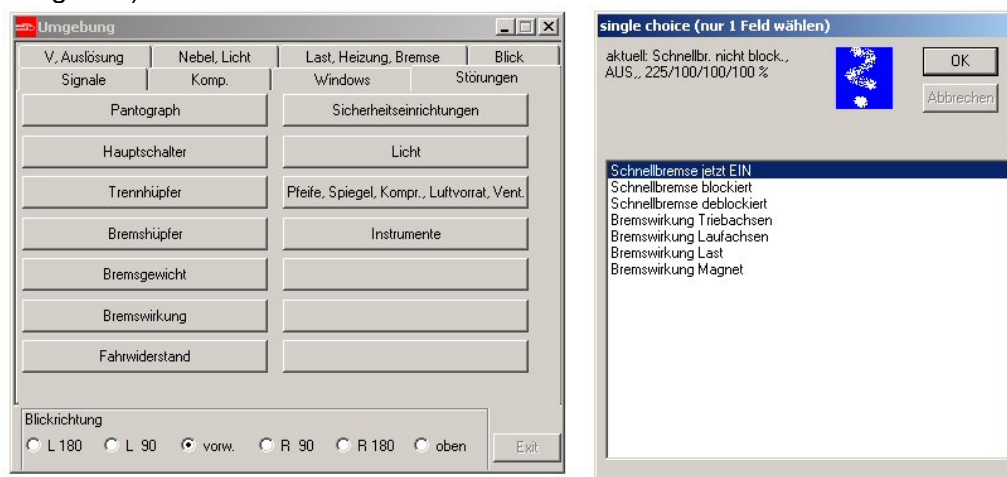 Umgebung
V, Auslösung Nebel, Licht Last, Heizung, Bremse Blick
Signale Komp. Windows Störungen
Pantograph Sicherheitseinrichtungen
Hauptschalter Licht
Trennhüpfer Pfeife, Spiegel, Kompr., Luftvorrat, Vent.
Bremshüpfer Instrumente
Bremsgewicht
Bremswirkung
Fahrwiderstand
Blickrichtung
L 180 L 90 vorw. R 90 R 180 oben Exit
single choice (nur 1 Feld wählen)
aktuell: Schnellbr. nicht block.,
AUS,, 225/100/100/100 %
OK
Abbrechen
Schnellbremse jetzt EIN
Schnellbremse blockiert
Schnellbremse deblockiert
Bremswirkung Triebachsen
Bremswirkung Laufachsen
Bremswirkung Last
Bremswirkung Magnet